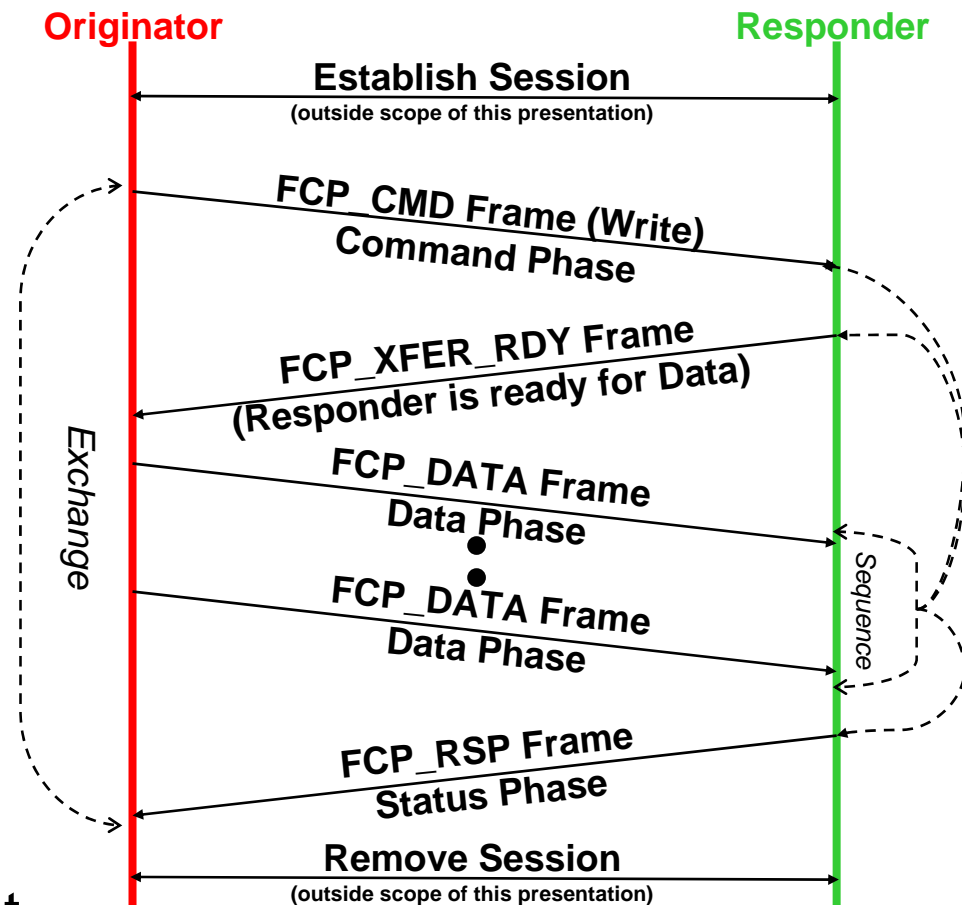 Originator
Responder
Establish Session
(outside scope of this presentation)
FCP_CMD Frame (Write)
Command Phase
FCP_XFER_RDY Frame
(Responder is ready for Data)
Exchange
FCP_DATA Frame
Data Phase
Sequence
FCP_DATA Frame
Data Phase
FCP_RSP Frame
Status Phase
Remove Session
(outside scope of this presentation)
t